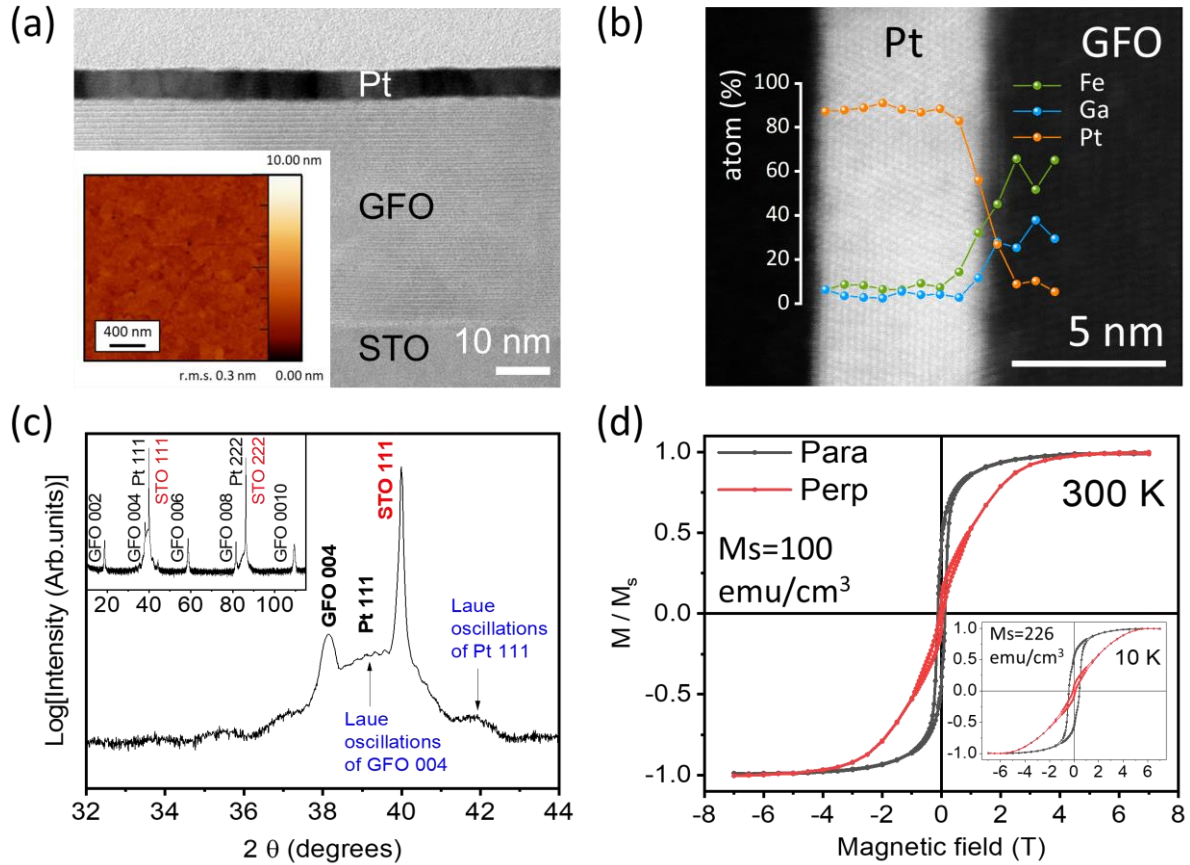 (a)
Pt
GFO
STO
10 nm
10.00 nm
400 nm
r.m.s. 0.3 nm
0.00 nm
(b)
Pt
GFO
100
80
60
40
20
0
atom (%)
Fe
Ga
Pt
5 nm
(c)
GFO 002
GFO 004
Pt 111
STO 111
GFO 006
GFO 008
Pt 222
STO 222
GFO 0010
20
40
60
80
100
Log[Intensity (Arb.units)]
GFO 004
Pt 111
STO 111
Laue
oscillations
of Pt 111
Laue
oscillations
of GFO 004
32
34
36
38
40
42
44
2 θ (degrees)
(d)
Para
Perp
300 K
Ms=100
emu/cm³
1.0
0.5
0.0
-0.5
-1.0
M / Mₛ
Ms=226
emu/cm³
10 K
1.0
0.5
0.0
-0.5
-1.0
-6
-4
-2
0
2
4
6
-8
-6
-4
-2
0
2
4
6
8
Magnetic field (T)